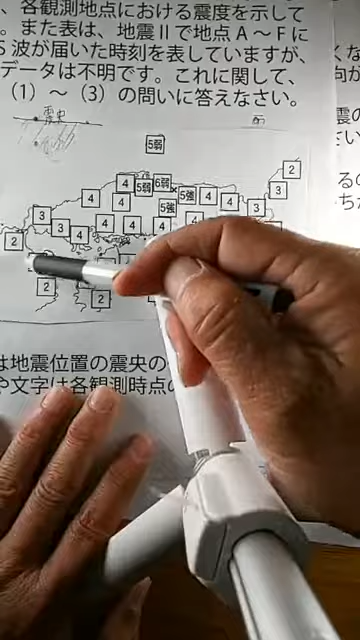 、各観測地点における震度を示して
。また表は、地震Ⅱで地点A～Fに
S波が届いた時刻を表していますが、
データは不明です。これに関して、
(1)～(3)の問いに答えなさい。
震央
5弱
2
4 5弱 6弱 5強 4 4 3
4 4 5強 3
3 4 4 4
2 3 4
2 2
は地震位置の震央の
や文字は各観測時点